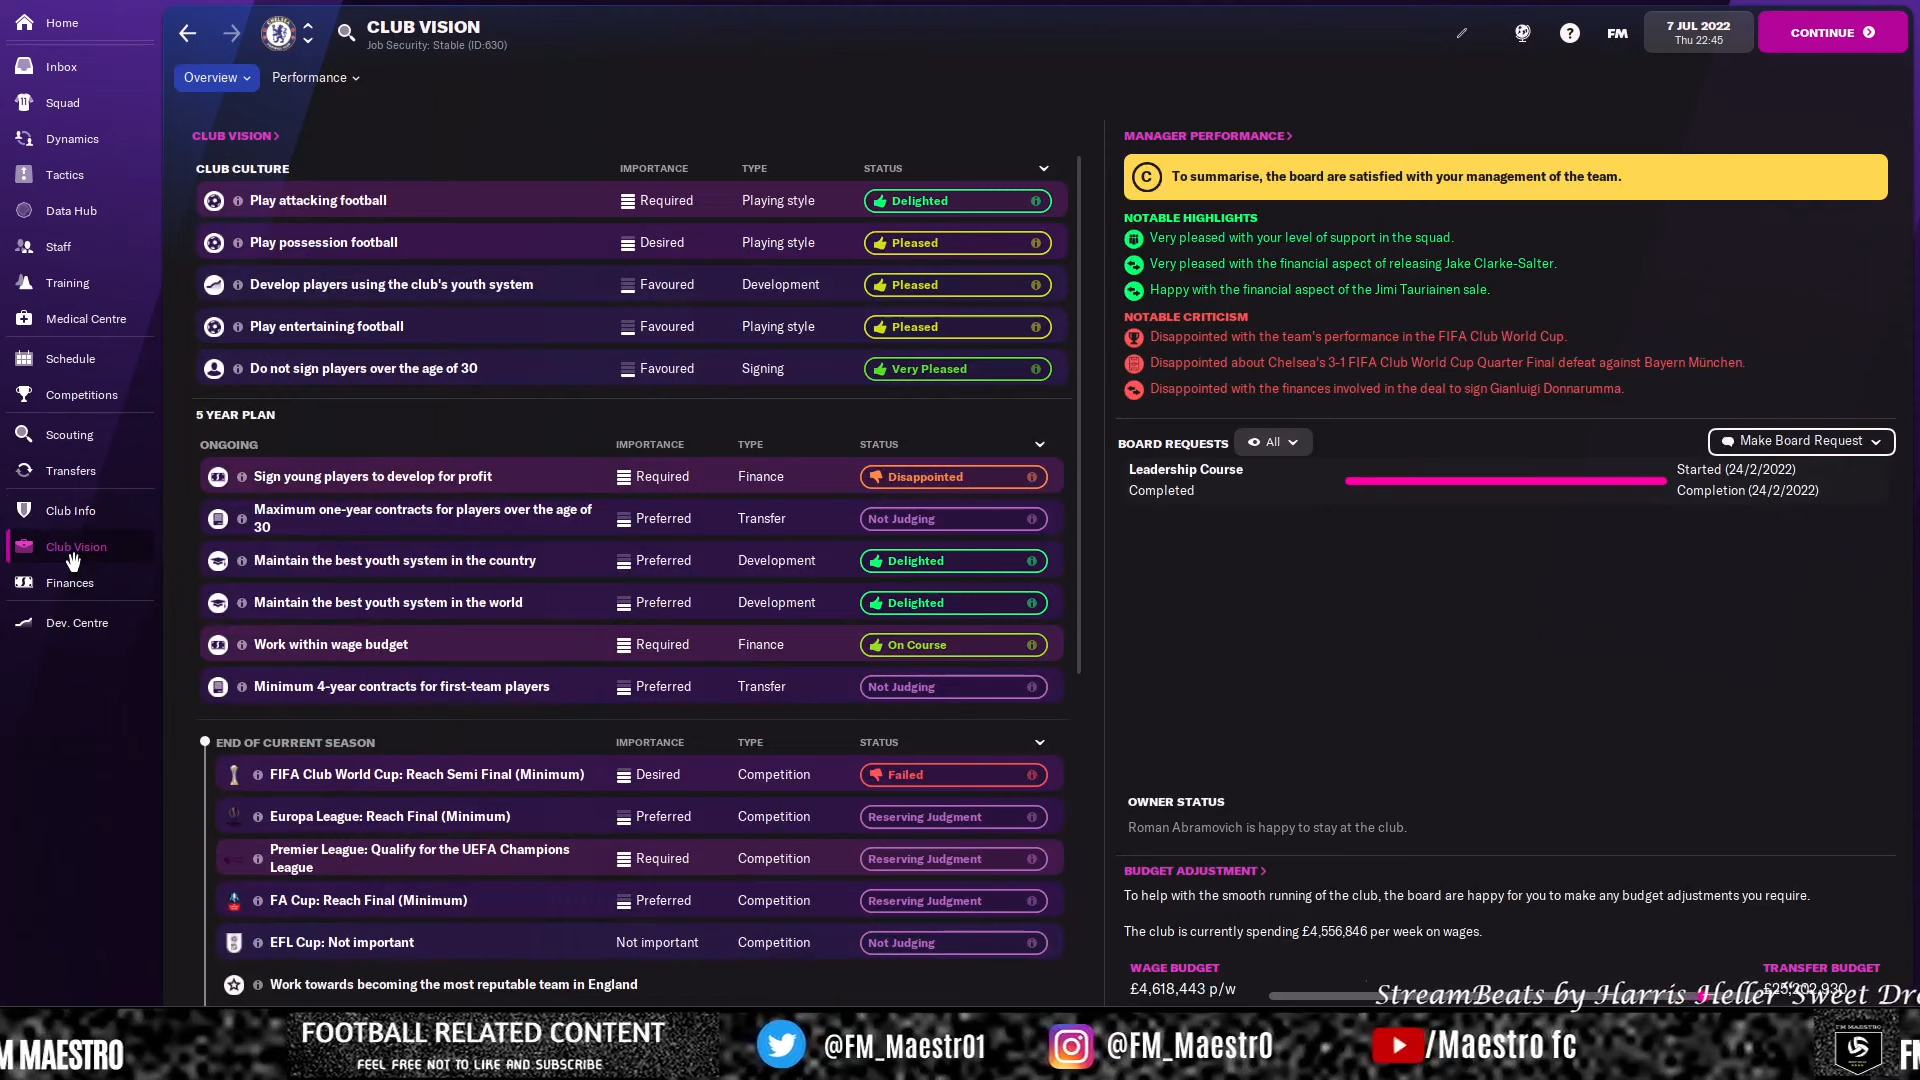 Home
Inbox
Squad
Dynamics
Tactics
Data Hub
Staff
Training
Medical Centre
Schedule
Competitions
Scouting
Transfers
Club Info
Club Vision
Finances
Dev. Centre
CLUB VISION
Job Security: Stable (ID:630)
FM
7 JUL 2022
Thu 22:45
CONTINUE
Overview
Performance
CLUB VISION
CLUB CULTURE IMPORTANCE TYPE STATUS
Play attacking football Required Playing style Delighted
Play possession football Desired Playing style Pleased
Develop players using the club's youth system Favoured Development Pleased
Play entertaining football Favoured Playing style Pleased
Do not sign players over the age of 30 Favoured Signing Very Pleased
5 YEAR PLAN
ONGOING IMPORTANCE TYPE STATUS
Sign young players to develop for profit Required Finance Disappointed
Maximum one-year contracts for players over the age of
30 Preferred Transfer Not Judging
Maintain the best youth system in the country Preferred Development Delighted
Maintain the best youth system in the world Preferred Development Delighted
Work within wage budget Required Finance On Course
Minimum 4-year contracts for first-team players Preferred Transfer Not Judging
END OF CURRENT SEASON IMPORTANCE TYPE STATUS
FIFA Club World Cup: Reach Semi Final (Minimum) Desired Competition Failed
Europa League: Reach Final (Minimum) Preferred Competition Reserving Judgment
Premier League: Qualify for the UEFA Champions
League Required Competition Reserving Judgment
FA Cup: Reach Final (Minimum) Preferred Competition Reserving Judgment
EFL Cup: Not important Not important Competition Not Judging
Work towards becoming the most reputable team in England
MANAGER PERFORMANCE
C To summarise, the board are satisfied with your management of the team.
NOTABLE HIGHLIGHTS
Very pleased with your level of support in the squad.
Very pleased with the financial aspect of releasing Jake Clarke-Salter.
Happy with the financial aspect of the Jimi Tauriainen sale.
NOTABLE CRITICISM
Disappointed with the team's performance in the FIFA Club World Cup.
Disappointed about Chelsea's 3-1 FIFA Club World Cup Quarter Final defeat against Bayern München.
Disappointed with the finances involved in the deal to sign Gianluigi Donnarumma.
BOARD REQUESTS All Make Board Request
Leadership Course Started (24/2/2022)
Completed Completion (24/2/2022)
OWNER STATUS
Roman Abramovich is happy to stay at the club.
BUDGET ADJUSTMENT
To help with the smooth running of the club, the board are happy for you to make any budget adjustments you require.
The club is currently spending £4,556,846 per week on wages.
WAGE BUDGET TRANSFER BUDGET
£4,618,443 p/w £25,202,930
StreamBeats by Harris Heller "Sweet Dre
FM MAESTRO
FOOTBALL RELATED CONTENT
FEEL FREE NOT TO LIKE AND SUBSCRIBE
@FM_Maestr01
@FM_Maestr0
/Maestro fc
FM